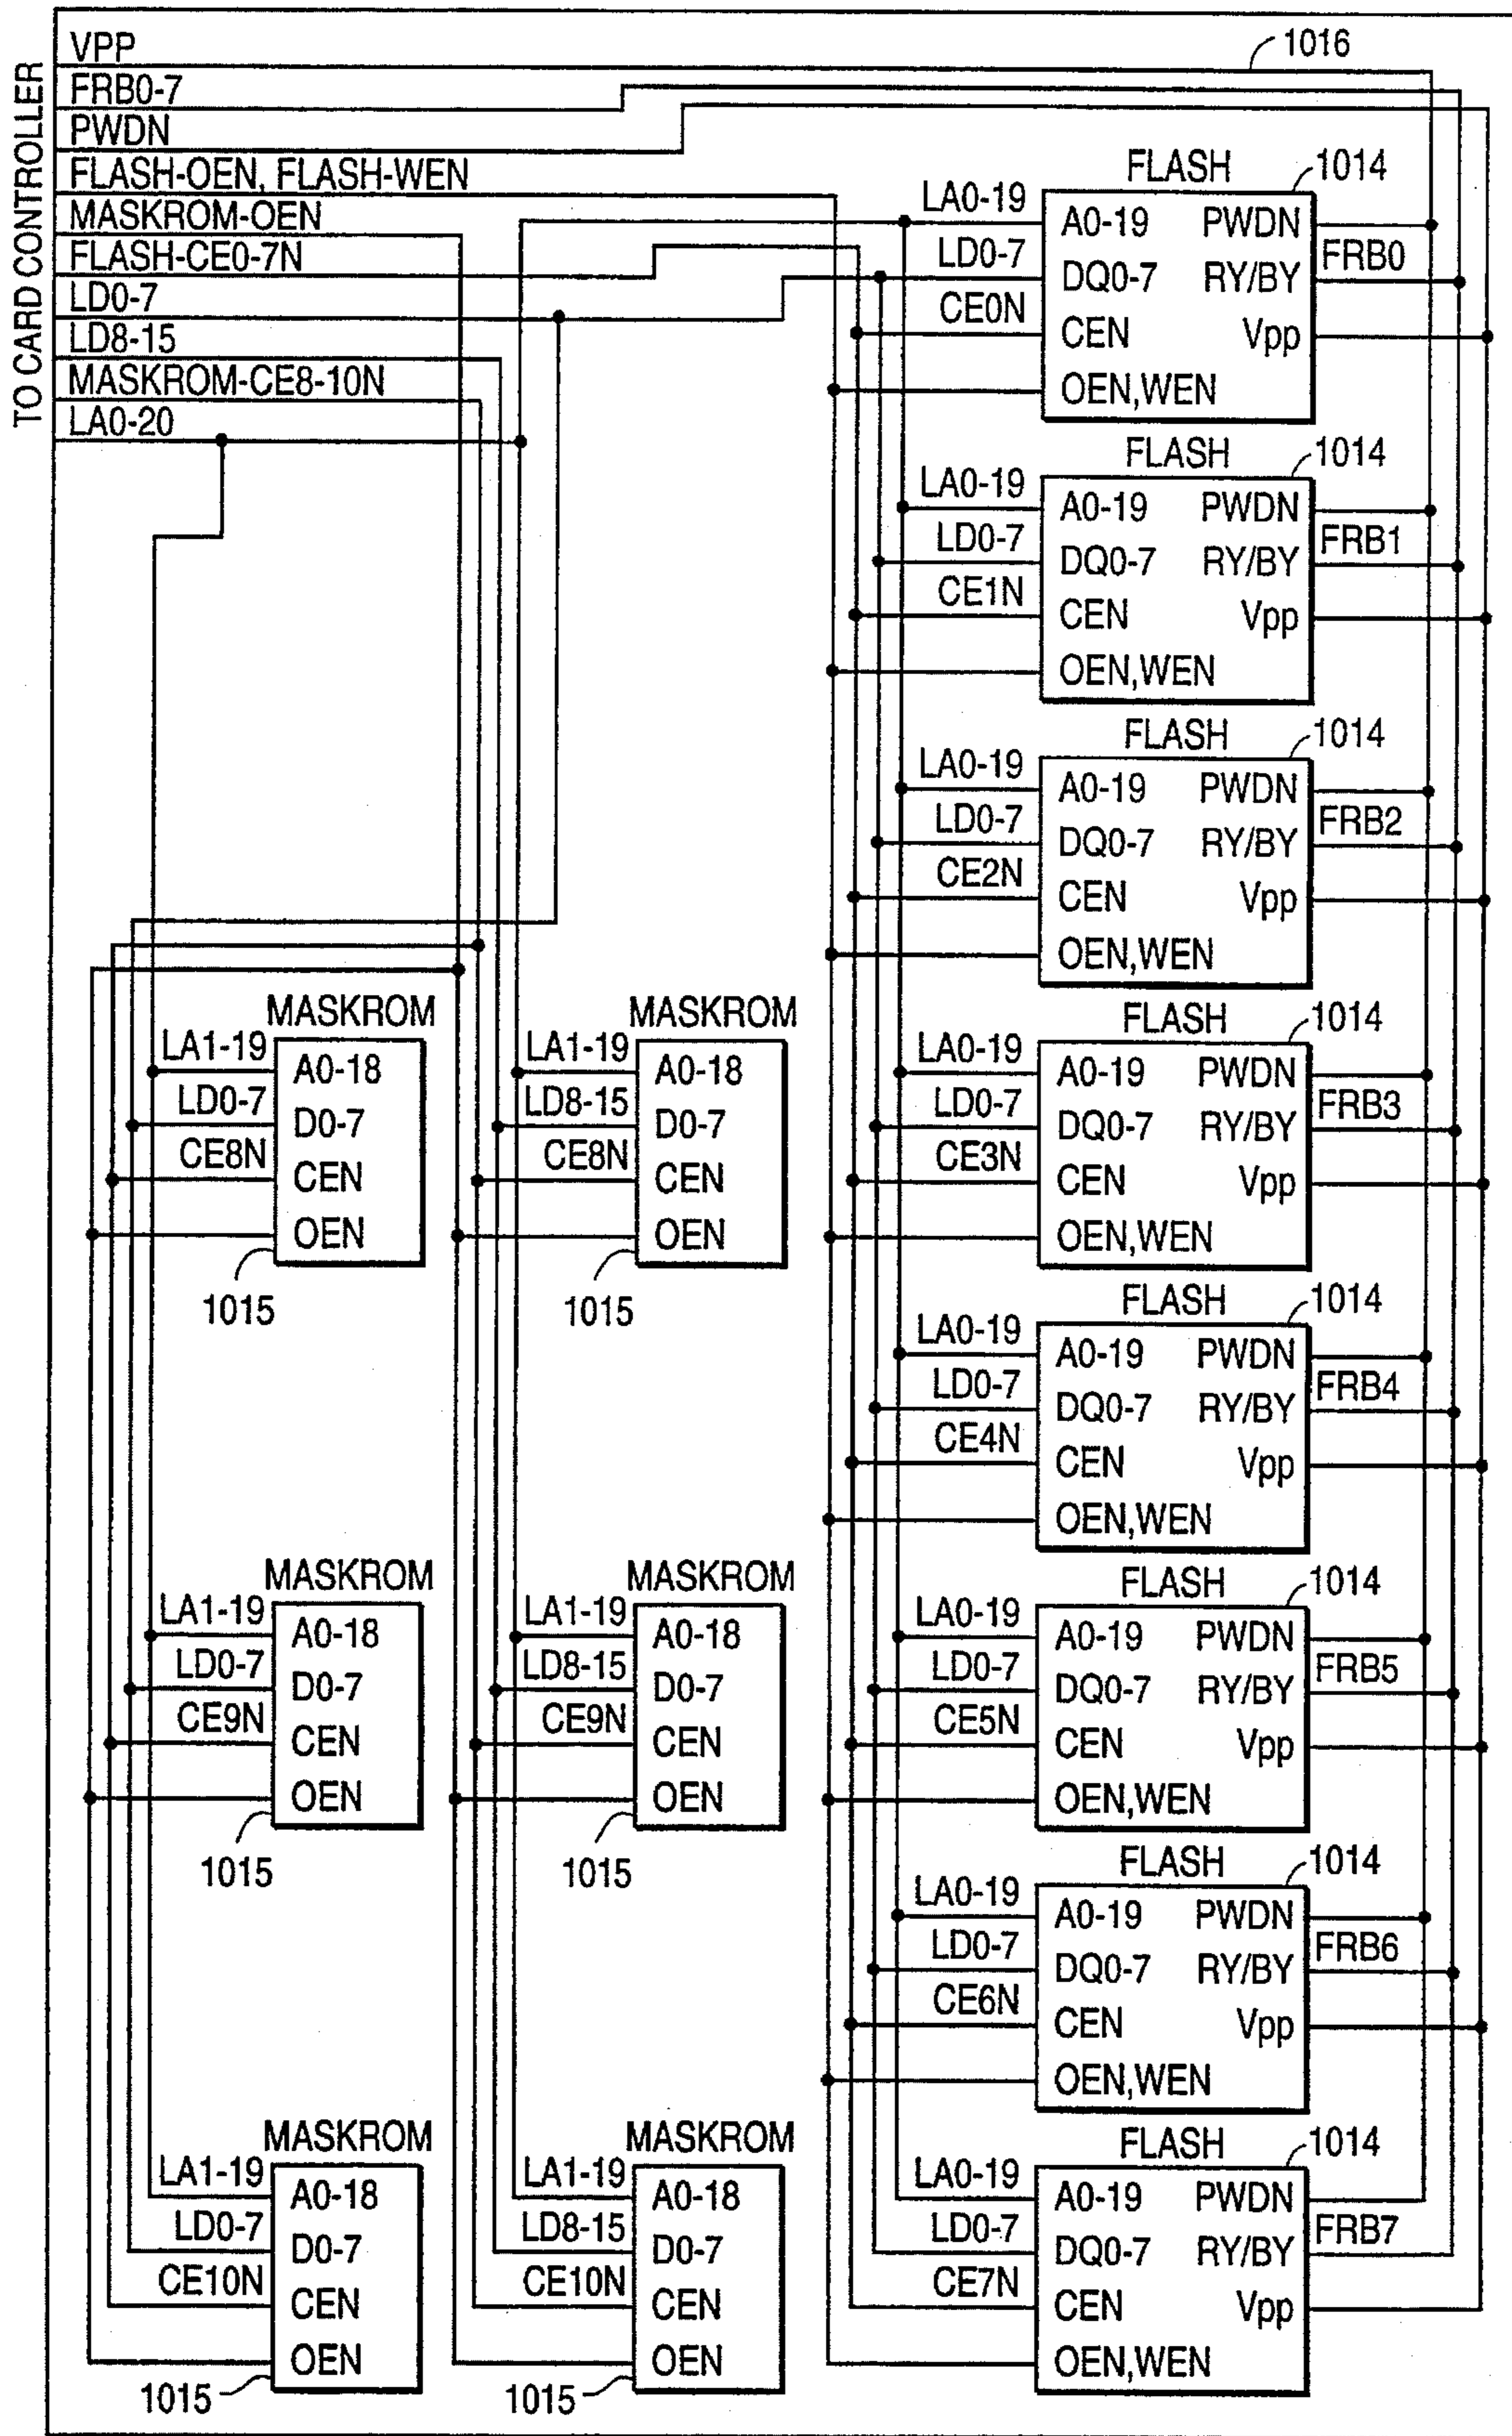 TO CARD CONTROLLER
VPP
FRB0-7
PWDN
FLASH-OEN, FLASH-WEN
MASKROM-OEN
FLASH-CE0-7N
LD0-7
LD8-15
MASKROM-CE8-10N
LA0-20
1016
FLASH
1014
LA0-19
A0-19 PWDN
LD0-7
DQ0-7 RY/BY
FRB0
CE0N
CEN Vpp
OEN,WEN
FLASH
1014
LA0-19
A0-19 PWDN
LD0-7
DQ0-7 RY/BY
FRB1
CE1N
CEN Vpp
OEN,WEN
FLASH
1014
LA0-19
A0-19 PWDN
LD0-7
DQ0-7 RY/BY
FRB2
CE2N
CEN Vpp
OEN,WEN
FLASH
1014
LA0-19
A0-19 PWDN
LD0-7
DQ0-7 RY/BY
FRB3
CE3N
CEN Vpp
OEN,WEN
FLASH
1014
LA0-19
A0-19 PWDN
LD0-7
DQ0-7 RY/BY
FRB4
CE4N
CEN Vpp
OEN,WEN
FLASH
1014
LA0-19
A0-19 PWDN
LD0-7
DQ0-7 RY/BY
FRB5
CE5N
CEN Vpp
OEN,WEN
FLASH
1014
LA0-19
A0-19 PWDN
LD0-7
DQ0-7 RY/BY
FRB6
CE6N
CEN Vpp
OEN,WEN
FLASH
1014
LA0-19
A0-19 PWDN
LD0-7
DQ0-7 RY/BY
FRB7
CE7N
CEN Vpp
OEN,WEN
MASKROM
LA1-19
A0-18
LD0-7
D0-7
CE8N
CEN
OEN
1015
MASKROM
LA1-19
A0-18
LD8-15
D0-7
CE8N
CEN
OEN
1015
MASKROM
LA1-19
A0-18
LD0-7
D0-7
CE9N
CEN
OEN
1015
MASKROM
LA1-19
A0-18
LD8-15
D0-7
CE9N
CEN
OEN
1015
MASKROM
LA1-19
A0-18
LD0-7
D0-7
CE10N
CEN
OEN
1015
MASKROM
LA1-19
A0-18
LD8-15
D0-7
CE10N
CEN
OEN
1015